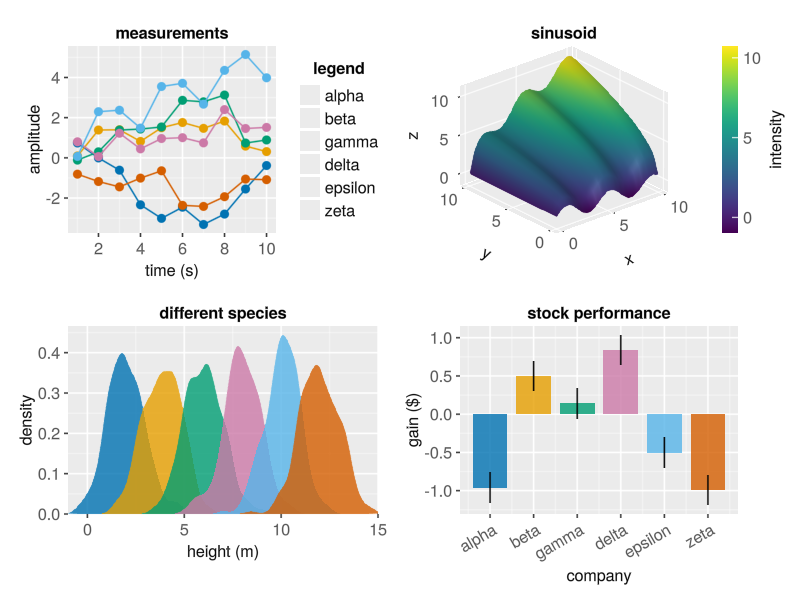 measurements
amplitude
4
2
0
-2
2 4 6 8 10
time (s)
legend
alpha
beta
gamma
delta
epsilon
zeta
sinusoid
z
10
5
0
10
5
0
y
0
5
10
x
10
5
0
intensity
different species
density
0.4
0.3
0.2
0.1
0.0
0 5 10 15
height (m)
stock performance
gain ($)
1.0
0.5
0.0
-0.5
-1.0
alpha beta gamma delta epsilon zeta
company